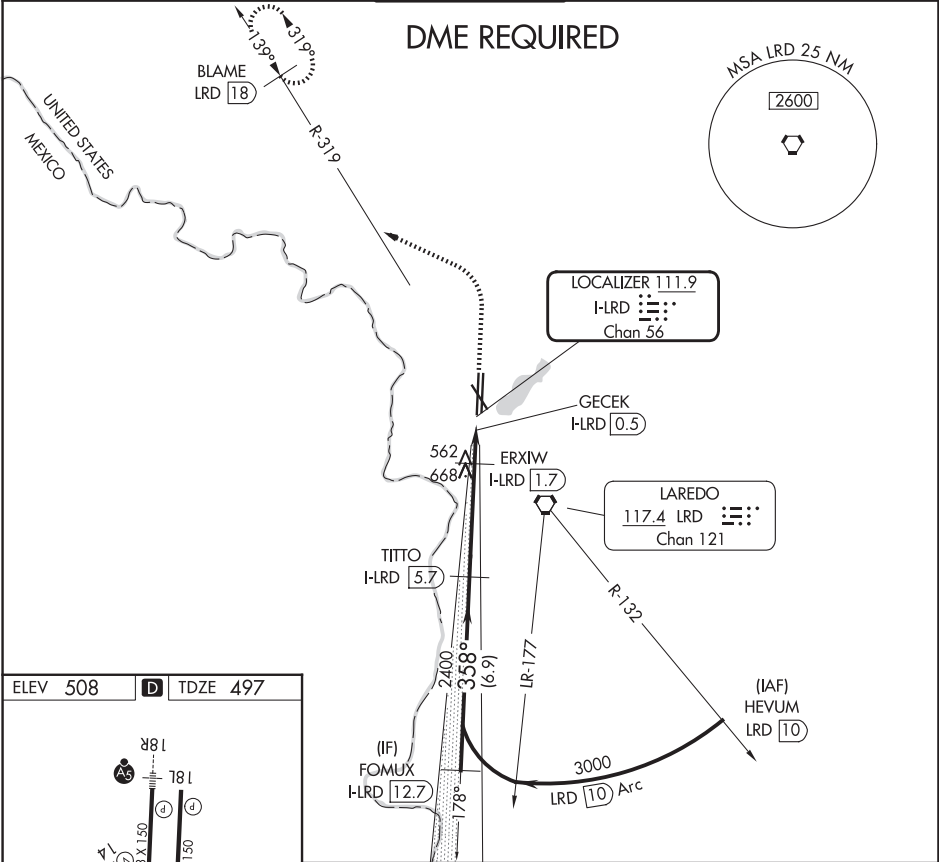 DME REQUIRED
139°
319°
BLAME
LRD 18
R-319
UNITED STATES
MEXICO
MSA LRD 25 NM
2600
LOCALIZER 111.9
I-LRD
Chan 56
GECEK
I-LRD 0.5
562
668
ERXIW
I-LRD 1.7
LAREDO
117.4 LRD
Chan 121
TITTO
I-LRD 5.7
R-132
2400
358°
(6.9)
LR-177
(IAF)
HEVUM
LRD 10
3000
LRD 10 Arc
(IF)
FOMUX
I-LRD 12.7
178°
ELEV 508
D
TDZE 497
18R
A5
18L
P
P
X 150
150